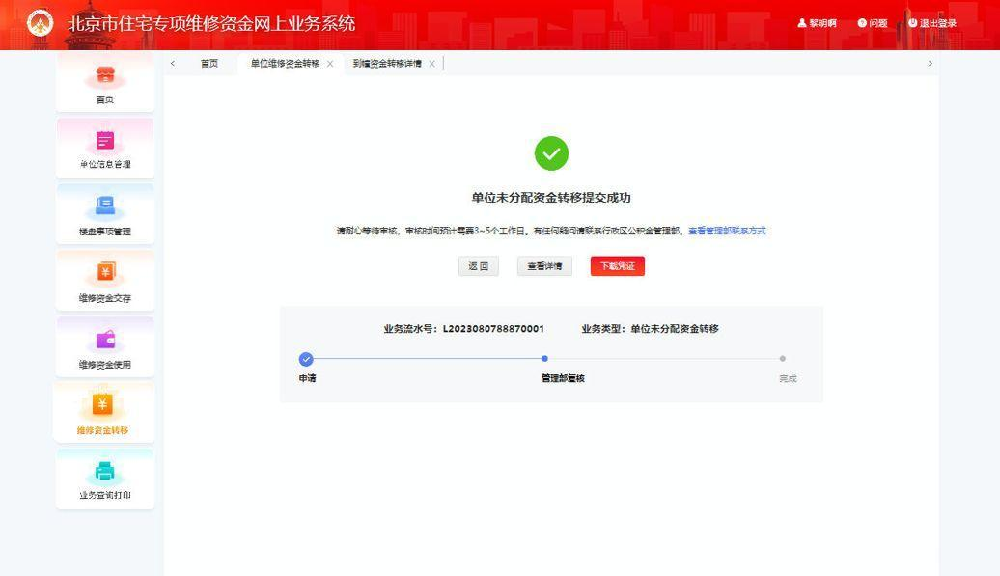 北京市住宅专项维修资金网上业务系统
黎明啊
问题
退出登录
首页
单位维修资金转移
到幢资金转移详情
首页
单位信息管理
楼盘事项管理
维修资金交存
维修资金使用
维修资金转移
业务查询打印
单位未分配资金转移提交成功
请耐心等待审核，审核时间预计需要3~5个工作日。有任何疑问请联系行政区公积金管理部。查看管理部联系方式
返 回
查看详情
下载凭证
业务流水号：L2023080788870001
业务类型：单位未分配资金转移
申请
管理部复核
完成